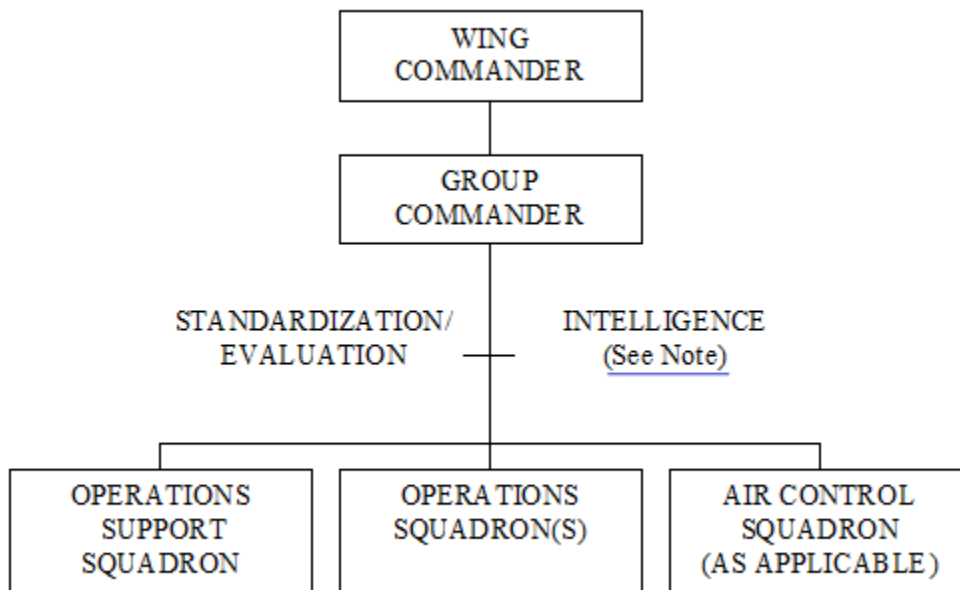 WING
COMMANDER
GROUP
COMMANDER
STANDARDIZATION/
EVALUATION
INTELLIGENCE
(See Note)
OPERATIONS
SUPPORT
SQUADRON
OPERATIONS
SQUADRON(S)
AIR CONTROL
SQUADRON
(AS APPLICABLE)